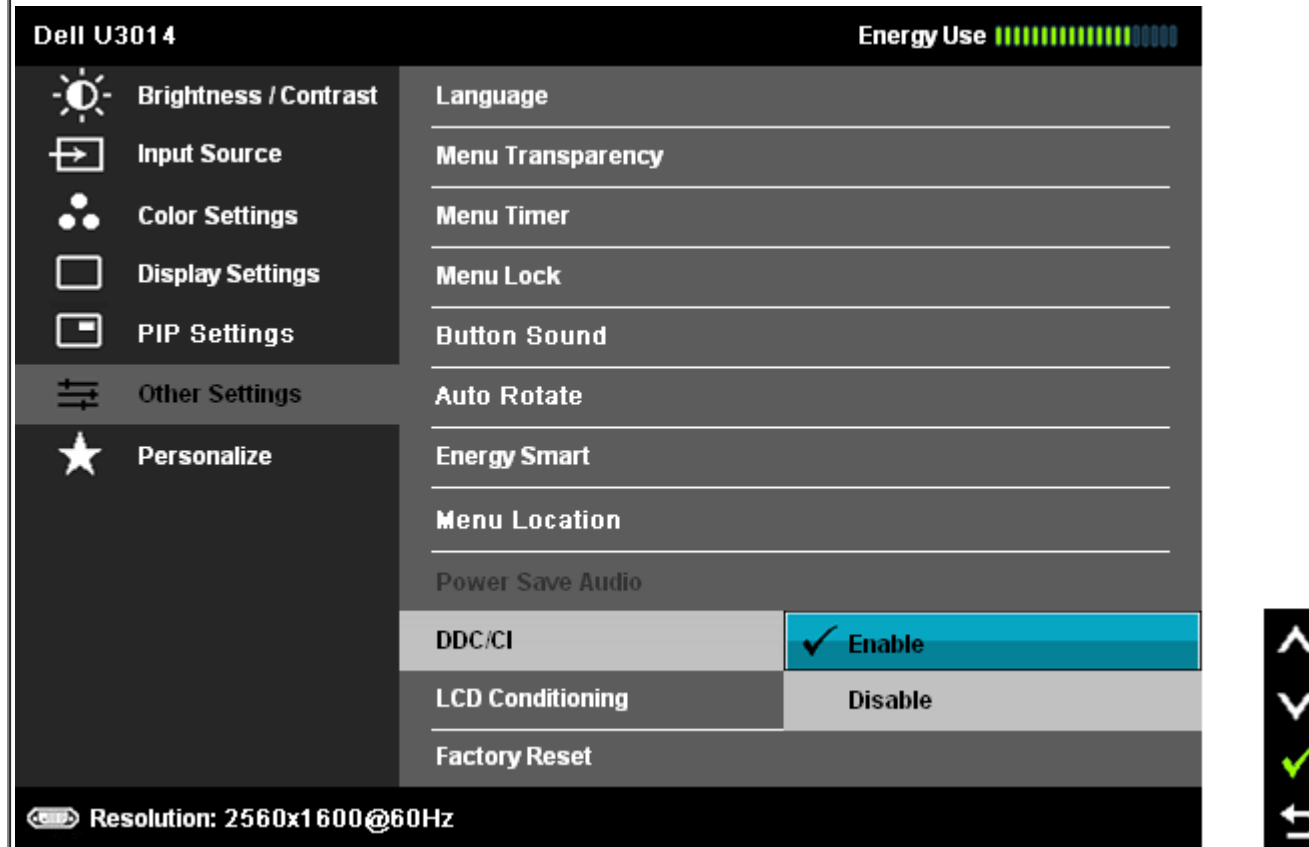 Dell U3014
Energy Use
Brightness / Contrast
Input Source
Color Settings
Display Settings
PIP Settings
Other Settings
Personalize
Language
Menu Transparency
Menu Timer
Menu Lock
Button Sound
Auto Rotate
Energy Smart
Menu Location
Power Save Audio
DDC/CI
Enable
LCD Conditioning
Disable
Factory Reset
Resolution: 2560x1600@60Hz